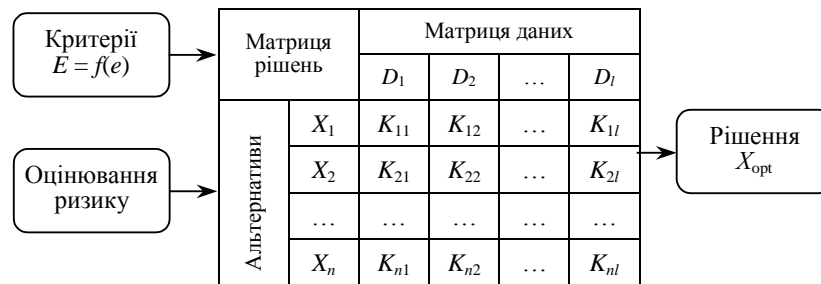 Критерії
E = f(e)
Оцінювання
ризику
Матриця
рішень
Матриця даних
D1 D2 … Dl
Альтернативи
X1 K11 K12 … K1l
X2 K21 K22 … K2l
… … … … …
Xn Kn1 Kn2 … Knl
Рішення
Xopt